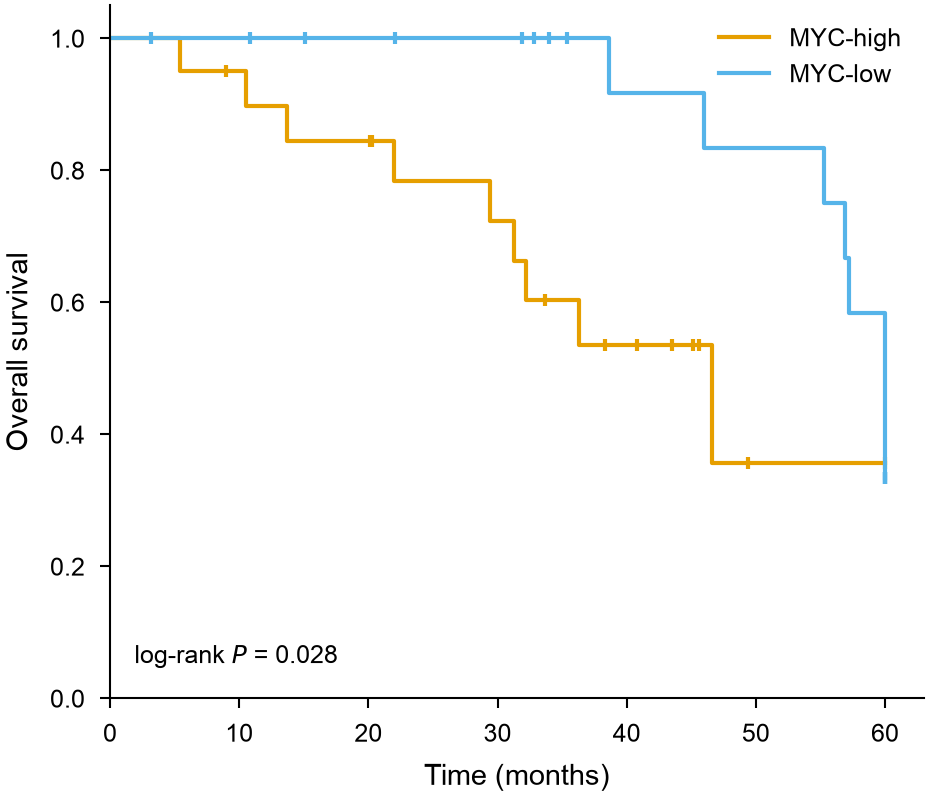 Overall survival
1.0
0.8
0.6
0.4
0.2
0.0
MYC-high
MYC-low
log-rank P = 0.028
0 10 20 30 40 50 60
Time (months)